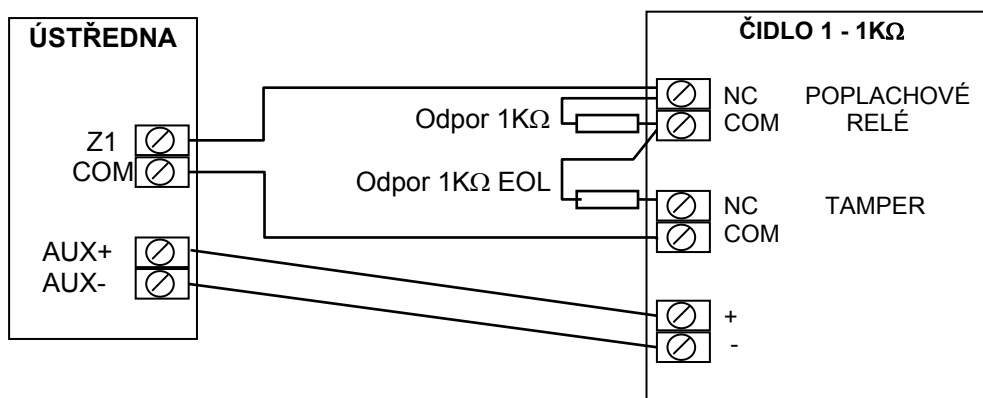 ÚSTŘEDNA
Z1
COM
AUX+
AUX-
Odpor 1KΩ
Odpor 1KΩ EOL
ČIDLO 1 - 1KΩ
NC POPLACHOVÉ
COM RELÉ
NC TAMPER
COM
+
-